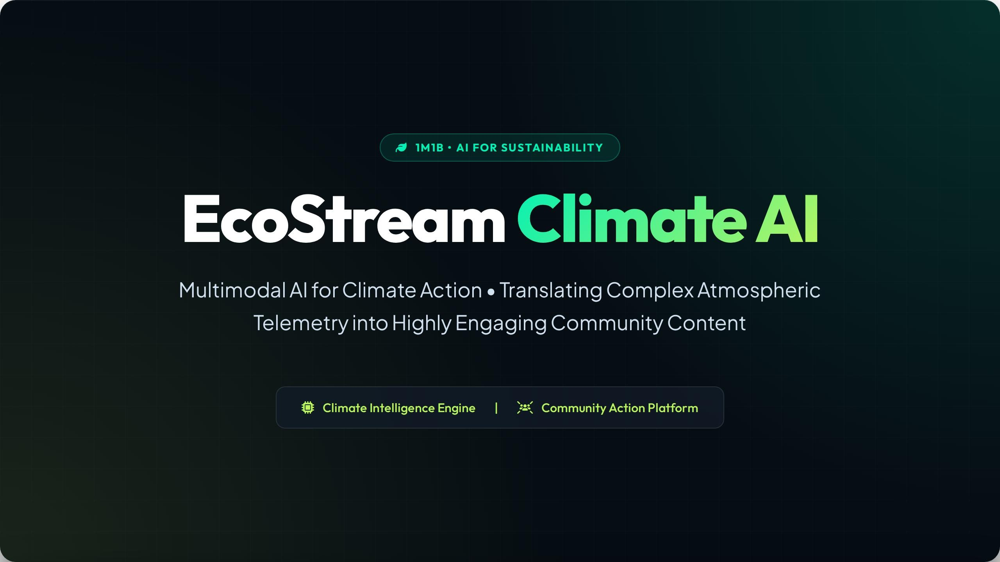 1M1B • AI FOR SUSTAINABILITY
EcoStream Climate AI
Multimodal AI for Climate Action • Translating Complex Atmospheric
Telemetry into Highly Engaging Community Content
Climate Intelligence Engine | Community Action Platform